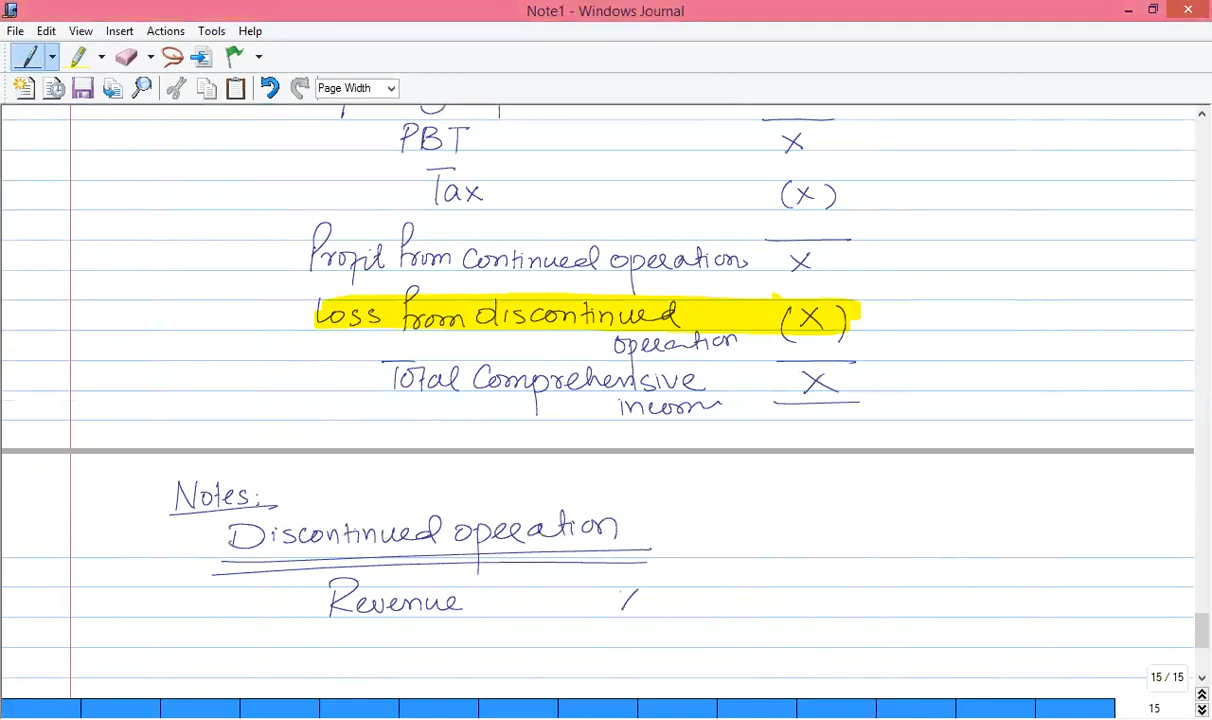 Note1 - Windows Journal
File Edit View Insert Actions Tools Help
Page Width
PBT X
Tax (X)
Profit from continued operation X
Loss from discontinued (X)
operation
Total Comprehensive X
income
Notes:
Discontinued operation
Revenue
15 / 15
15